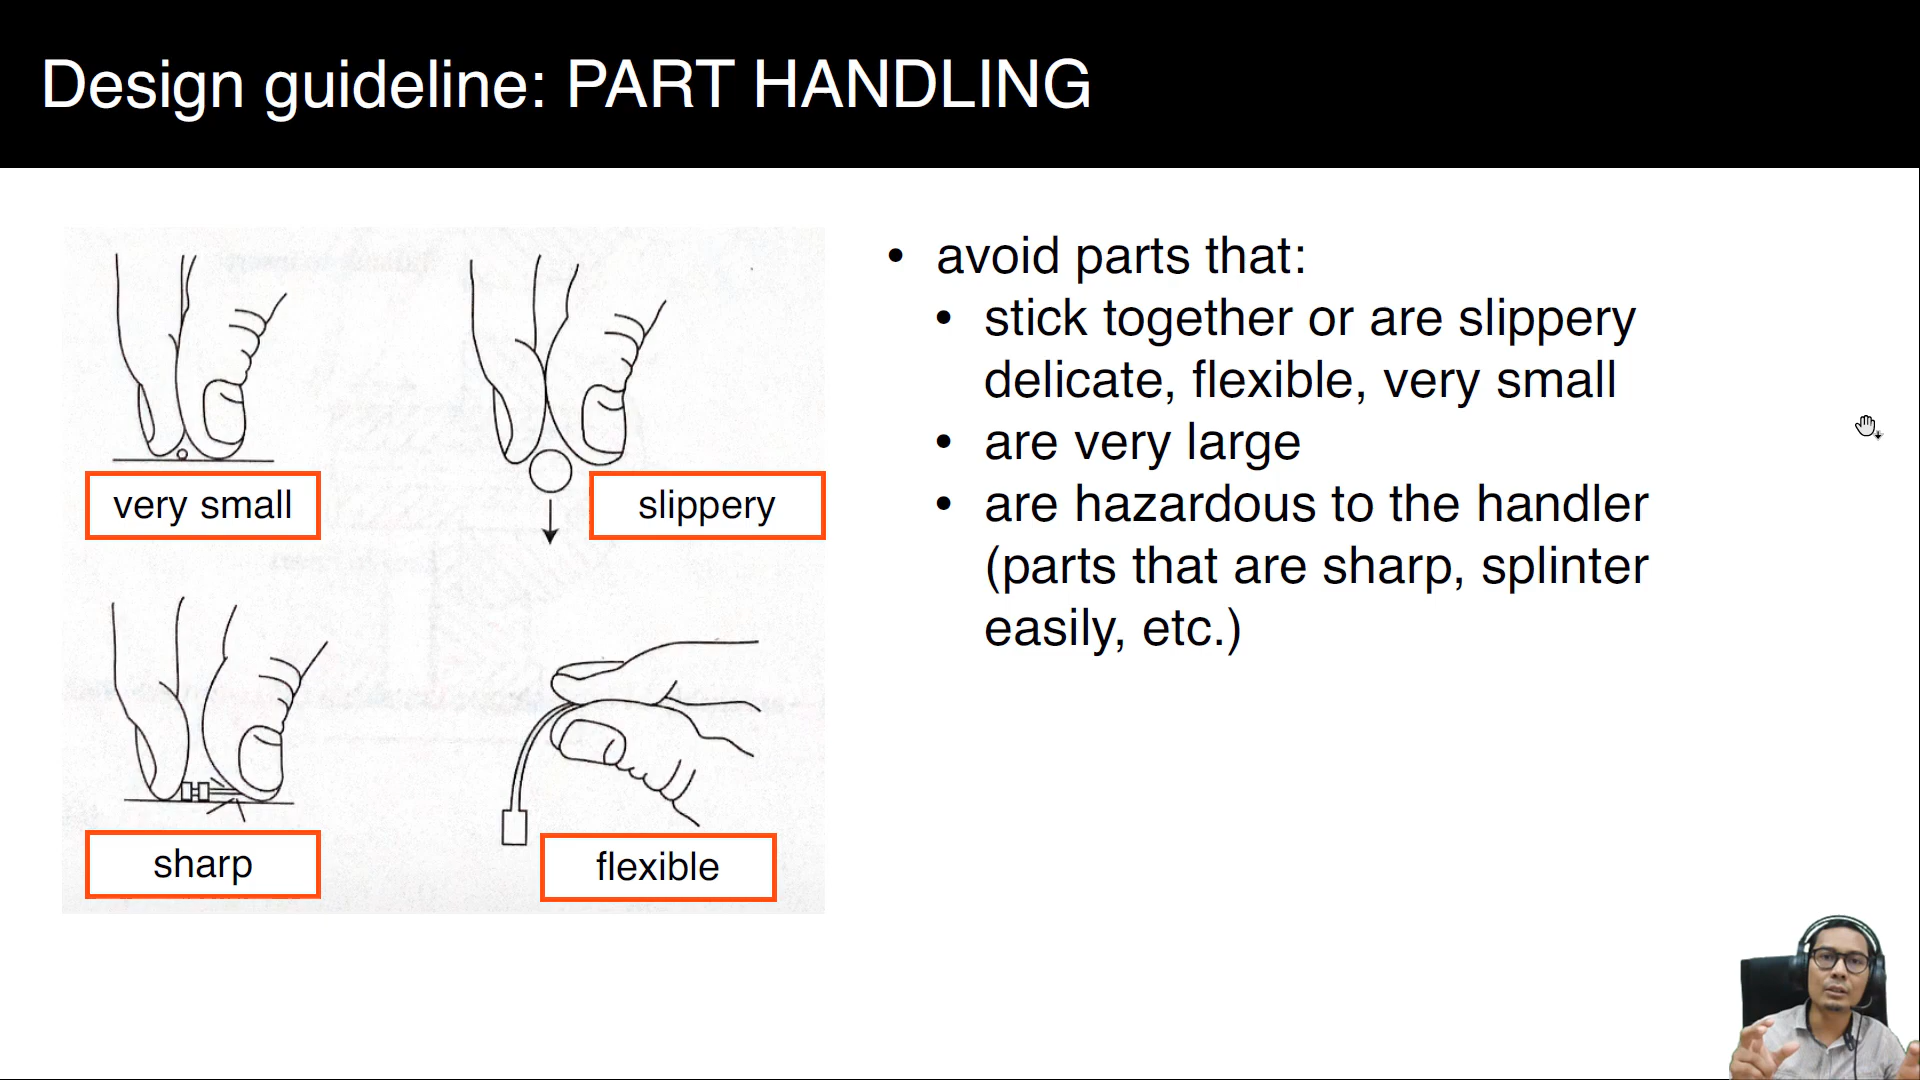 Design guideline: PART HANDLING
very small
slippery
sharp
flexible
• avoid parts that:
• stick together or are slippery
delicate, flexible, very small
• are very large
• are hazardous to the handler
(parts that are sharp, splinter
easily, etc.)